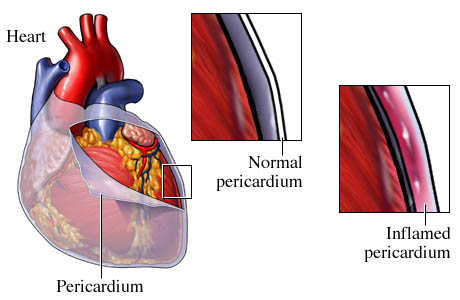 Heart
Normal
pericardium
Inflamed
pericardium
Pericardium